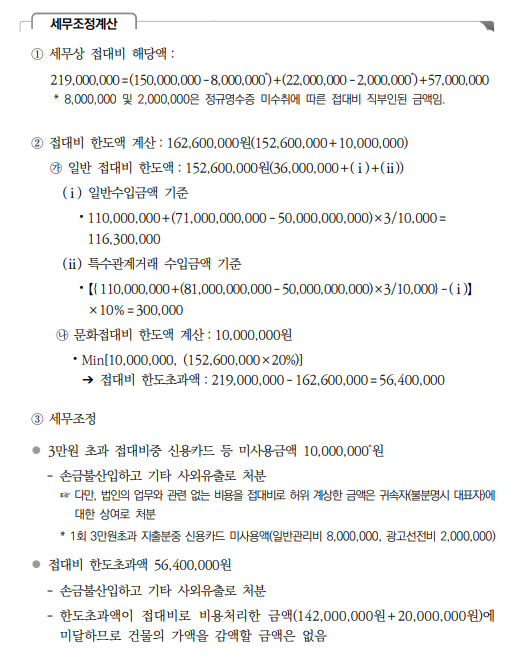 세무조정계산
① 세무상 접대비 해당액 :
219,000,000=(150,000,000-8,000,000*)+(22,000,000-2,000,000*)+57,000,000
* 8,000,000 및 2,000,000은 정규영수증 미수취에 따른 접대비 직부인된 금액임.
② 접대비 한도액 계산 : 162,600,000원(152,600,000+10,000,000)
㉮ 일반 접대비 한도액 : 152,600,000원(36,000,000+(ⅰ)+(ⅱ))
(ⅰ) 일반수입금액 기준
• 110,000,000+(71,000,000,000-50,000,000,000)×3/10,000=
116,300,000
(ⅱ) 특수관계거래 수입금액 기준
•【{110,000,000+(81,000,000,000-50,000,000,000)×3/10,000}-(ⅰ)】
×10%=300,000
㉯ 문화접대비 한도액 계산 : 10,000,000원
• Min[10,000,000, (152,600,000×20%)]
➔ 접대비 한도초과액 : 219,000,000-162,600,000=56,400,000
③ 세무조정
● 3만원 초과 접대비중 신용카드 등 미사용금액 10,000,000*원
- 손금불산입하고 기타 사외유출로 처분
☞ 다만, 법인의 업무와 관련 없는 비용을 접대비로 허위 계상한 금액은 귀속자(불분명시 대표자)에
대한 상여로 처분
* 1회 3만원초과 지출분중 신용카드 미사용액(일반관리비 8,000,000, 광고선전비 2,000,000)
● 접대비 한도초과액 56,400,000원
- 손금불산입하고 기타 사외유출로 처분
- 한도초과액이 접대비로 비용처리한 금액(142,000,000원+20,000,000원)에
미달하므로 건물의 가액을 감액할 금액은 없음